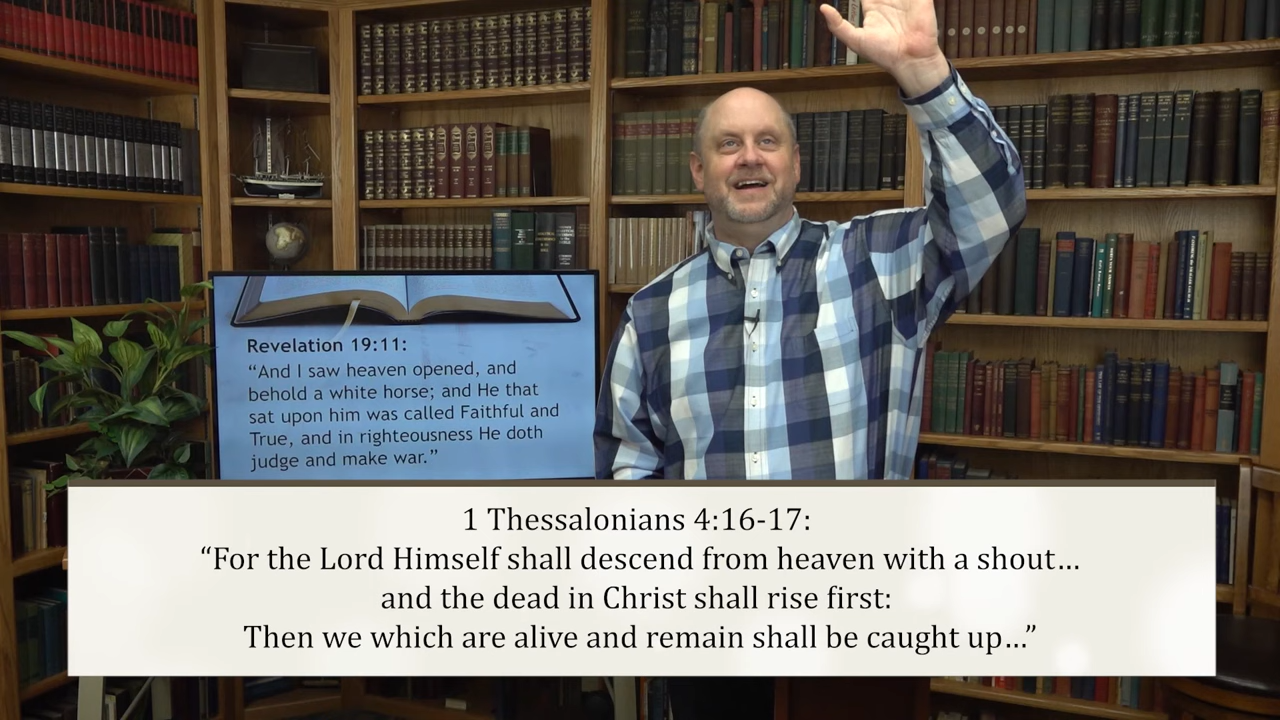 Revelation 19:11:
“And I saw heaven opened, and
behold a white horse; and He that
sat upon him was called Faithful and
True, and in righteousness He doth
judge and make war.”
1 Thessalonians 4:16-17:
“For the Lord Himself shall descend from heaven with a shout…
and the dead in Christ shall rise first:
Then we which are alive and remain shall be caught up…”